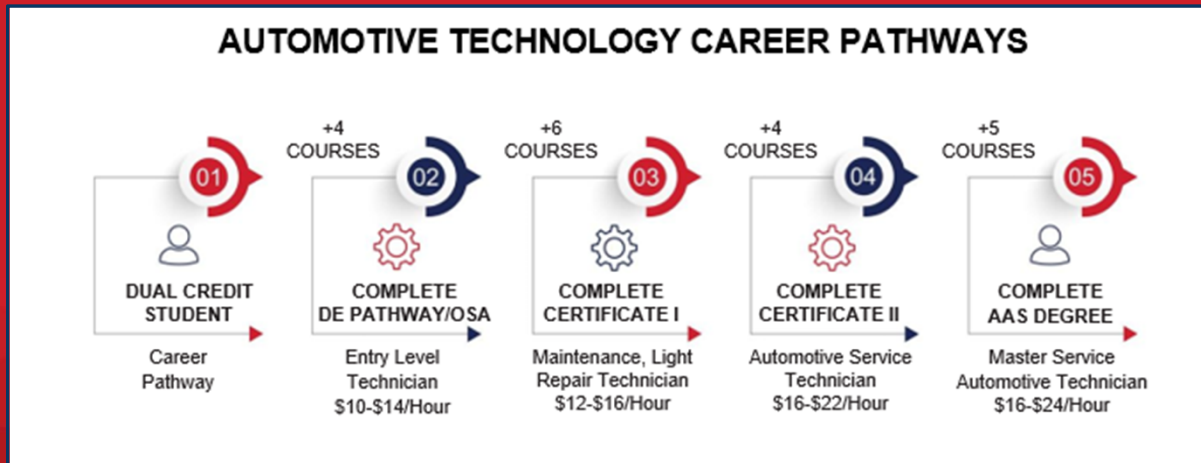 AUTOMOTIVE TECHNOLOGY CAREER PATHWAYS
01
DUAL CREDIT
STUDENT
Career
Pathway
+4
COURSES
02
COMPLETE
DE PATHWAY/OSA
Entry Level
Technician
$10-$14/Hour
+6
COURSES
03
COMPLETE
CERTIFICATE I
Maintenance, Light
Repair Technician
$12-$16/Hour
+4
COURSES
04
COMPLETE
CERTIFICATE II
Automotive Service
Technician
$16-$22/Hour
+5
COURSES
05
COMPLETE
AAS DEGREE
Master Service
Automotive Technician
$16-$24/Hour